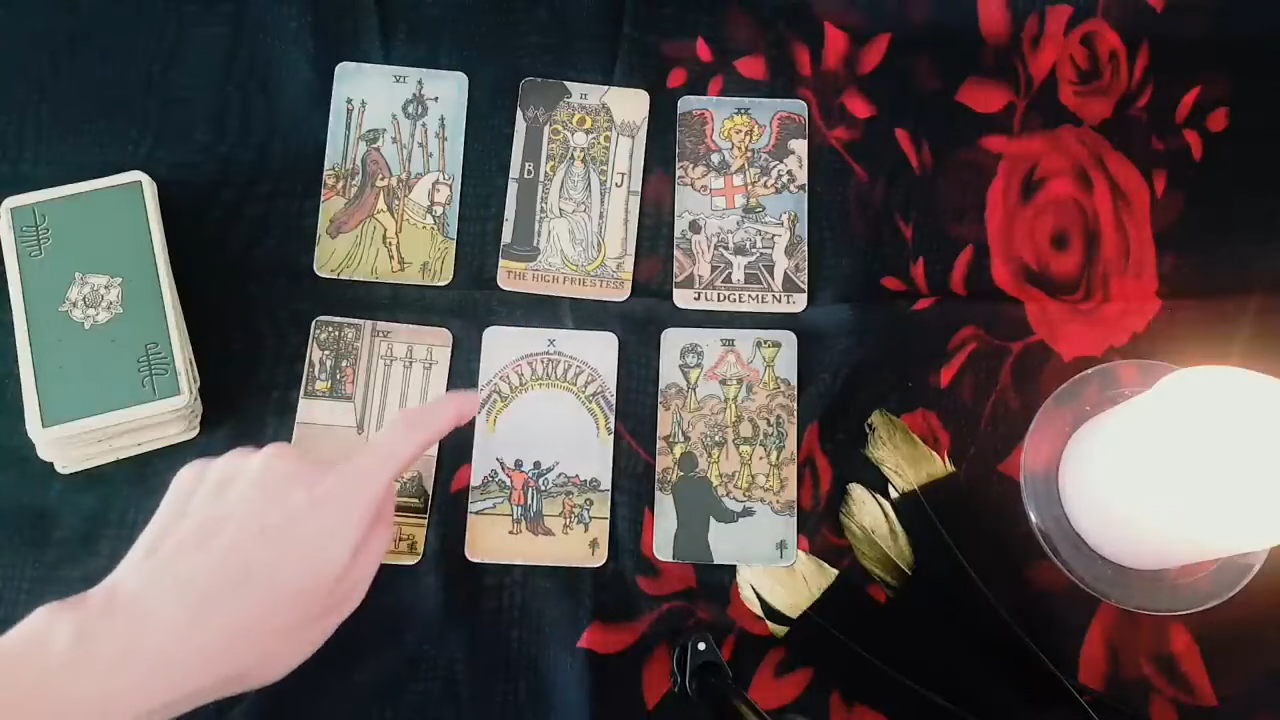 VI
II
B
J
THE HIGH PRIESTESS
XX
JUDGEMENT.
IV
X
VII